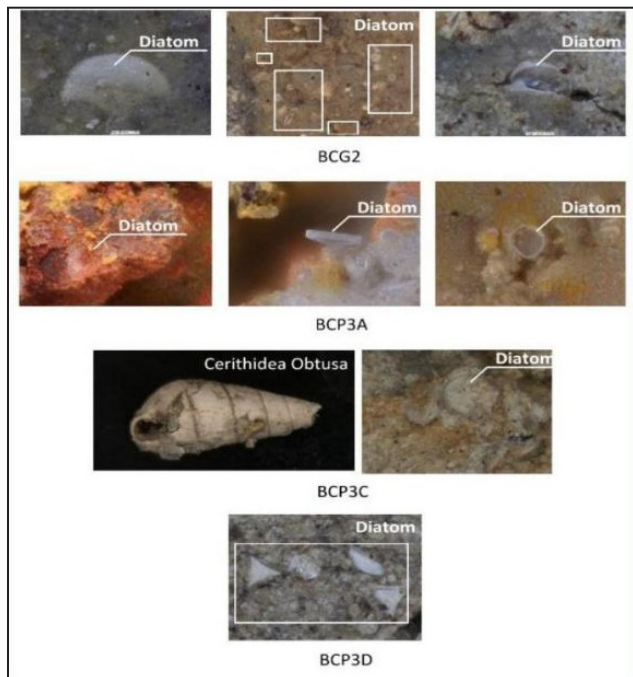 Diatom
Diatom
Diatom
BCG2
Diatom
Diatom
Diatom
BCP3A
Cerithidea Obtusa
Diatom
BCP3C
Diatom
BCP3D